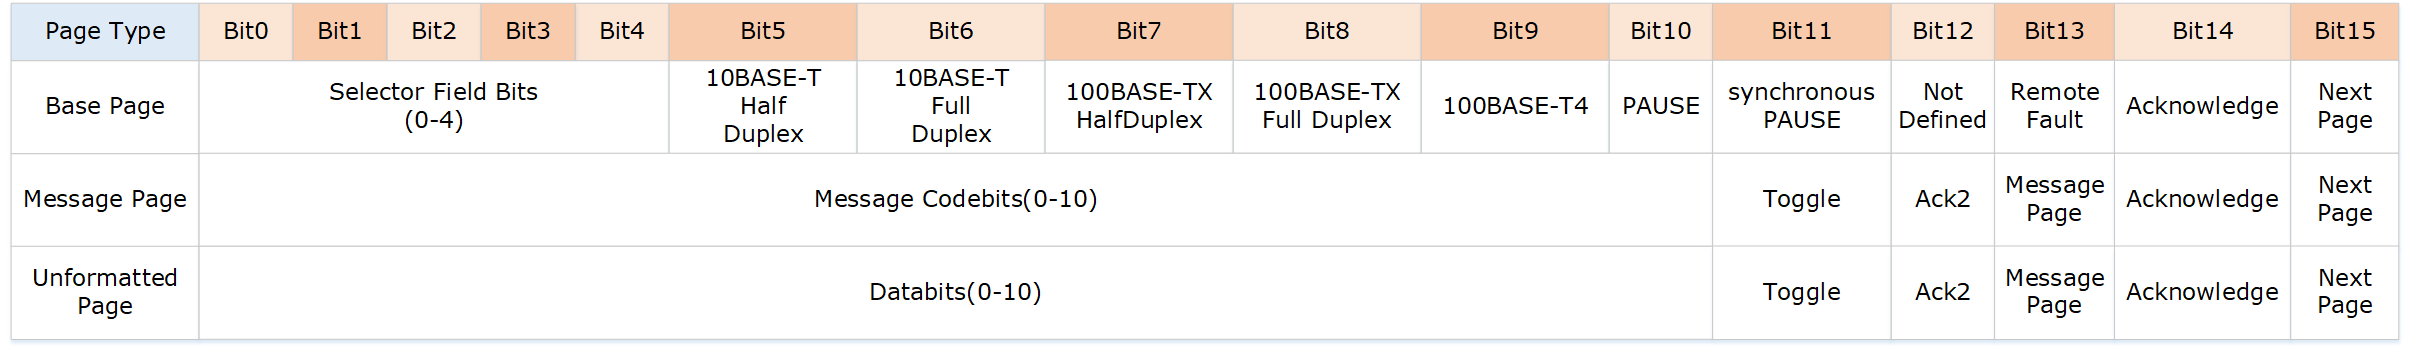 Page Type Bit0 Bit1 Bit2 Bit3 Bit4 Bit5 Bit6 Bit7 Bit8 Bit9 Bit10 Bit11 Bit12 Bit13 Bit14 Bit15
Base Page
Selector Field Bits
(0-4)
10BASE-T
Half
Duplex
10BASE-T
Full
Duplex
100BASE-TX
HalfDuplex
100BASE-TX
Full Duplex
100BASE-T4
PAUSE
synchronous
PAUSE
Not
Defined
Remote
Fault
Acknowledge
Next
Page
Message Page
Message Codebits(0-10)
Toggle
Ack2
Message
Page
Acknowledge
Next
Page
Unformatted
Page
Databits(0-10)
Toggle
Ack2
Message
Page
Acknowledge
Next
Page